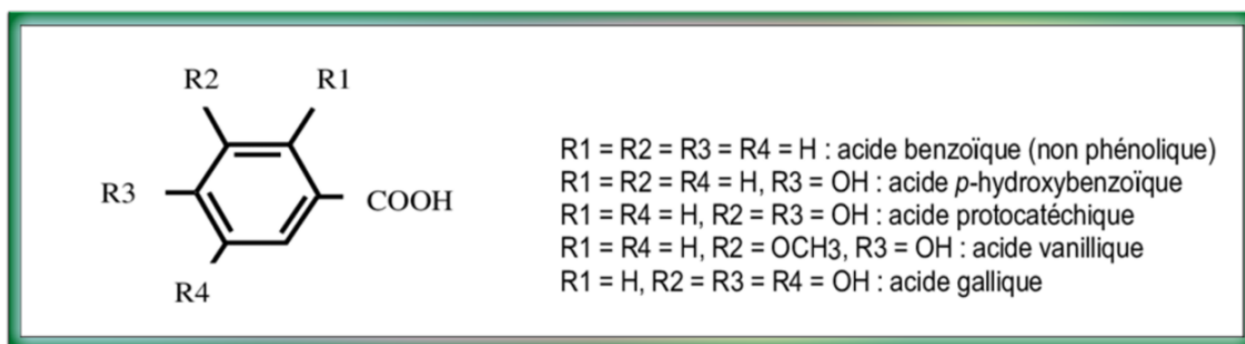 R2 R1
R3 COOH
R4
R1 = R2 = R3 = R4 = H : acide benzoïque (non phénolique)
R1 = R2 = R4 = H, R3 = OH : acide p-hydroxybenzoïque
R1 = R4 = H, R2 = R3 = OH : acide protocatéchique
R1 = R4 = H, R2 = OCH3, R3 = OH : acide vanillique
R1 = H, R2 = R3 = R4 = OH : acide gallique